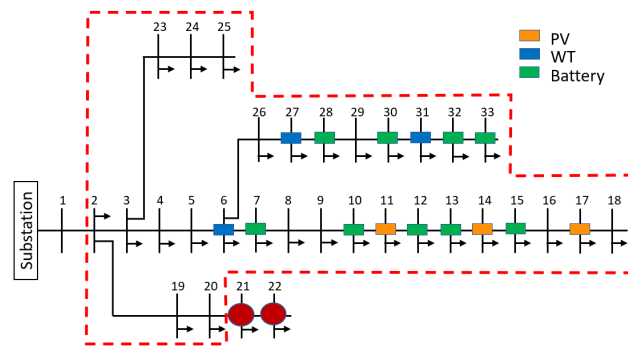 23 24 25
PV
WT
Battery
26 27 28 29 30 31 32 33
Substation
1 2 3 4 5 6 7 8 9 10 11 12 13 14 15 16 17 18
19 20 21 22